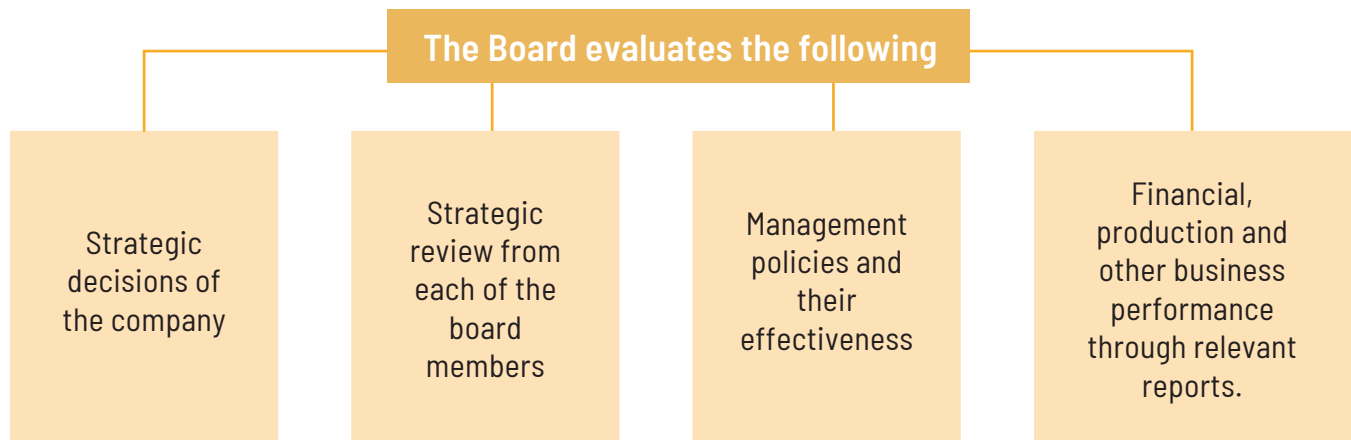 The Board evaluates the following
Strategic
decisions of
the company
Strategic
review from
each of the
board
members
Management
policies and
their
effectiveness
Financial,
production and
other business
performance
through relevant
reports.